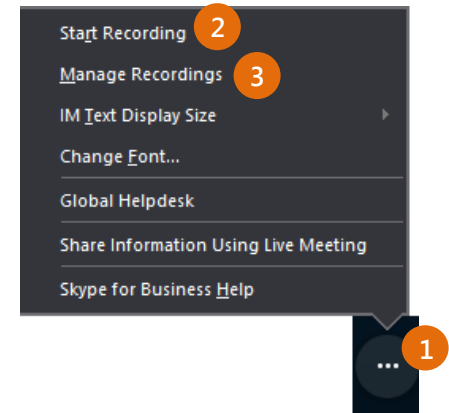 Start Recording 2
Manage Recordings 3
IM Text Display Size
Change Font...
Global Helpdesk
Share Information Using Live Meeting
Skype for Business Help
... 1